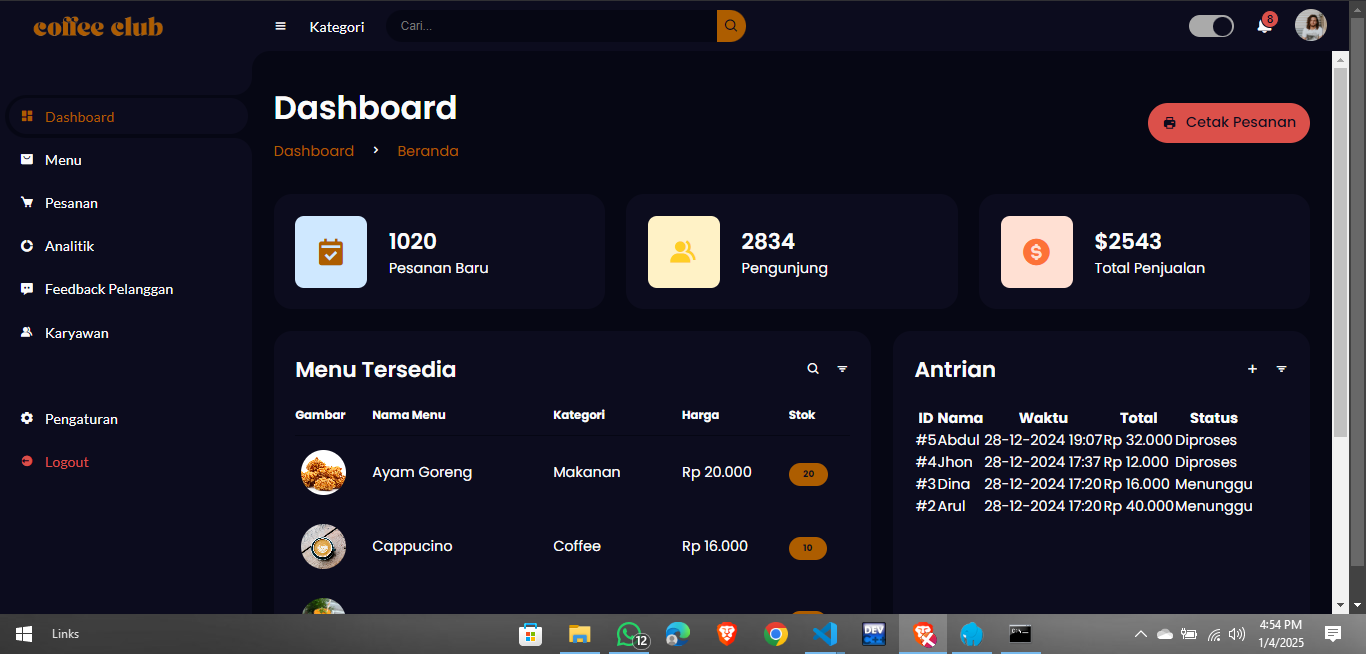 coffee club
Kategori
Cari...
8
Dashboard
Menu
Pesanan
Analitik
Feedback Pelanggan
Karyawan
Pengaturan
Logout
Dashboard
Dashboard > Beranda
Cetak Pesanan
1020
Pesanan Baru
2834
Pengunjung
$2543
Total Penjualan
Menu Tersedia
Gambar Nama Menu Kategori Harga Stok
Ayam Goreng Makanan Rp 20.000 20
Cappucino Coffee Rp 16.000 10
Antrian
ID Nama Waktu Total Status
#5 Abdul 28-12-2024 19:07 Rp 32.000 Diproses
#4 Jhon 28-12-2024 17:37 Rp 12.000 Diproses
#3 Dina 28-12-2024 17:20 Rp 16.000 Menunggu
#2 Arul 28-12-2024 17:20 Rp 40.000 Menunggu
Links
12
DEV
4:54 PM
1/4/2025